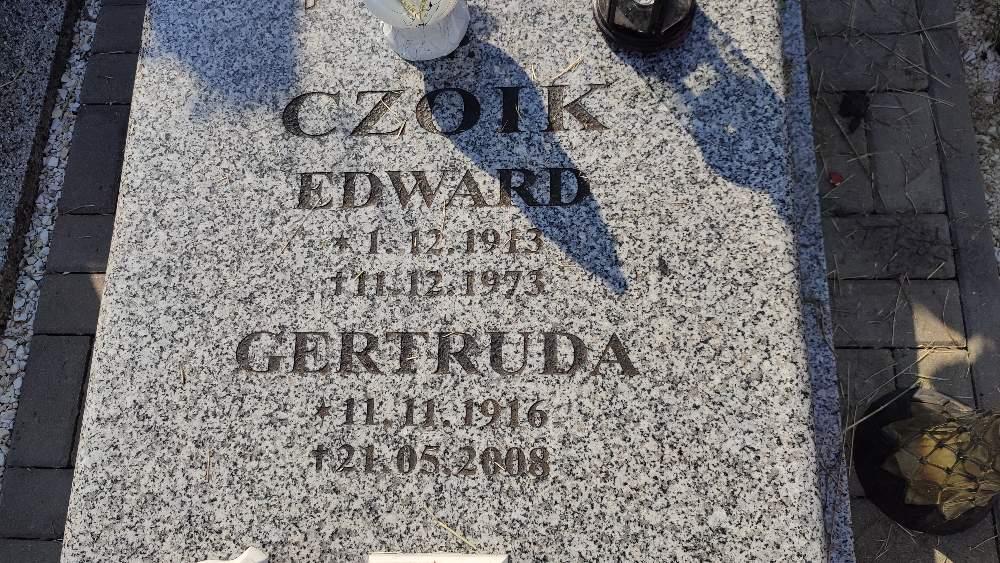 CZOIK
EDWARD
* 1.12.1913
†11.12.1973
GERTRUDA
* 11.11.1916
†21.05.2008